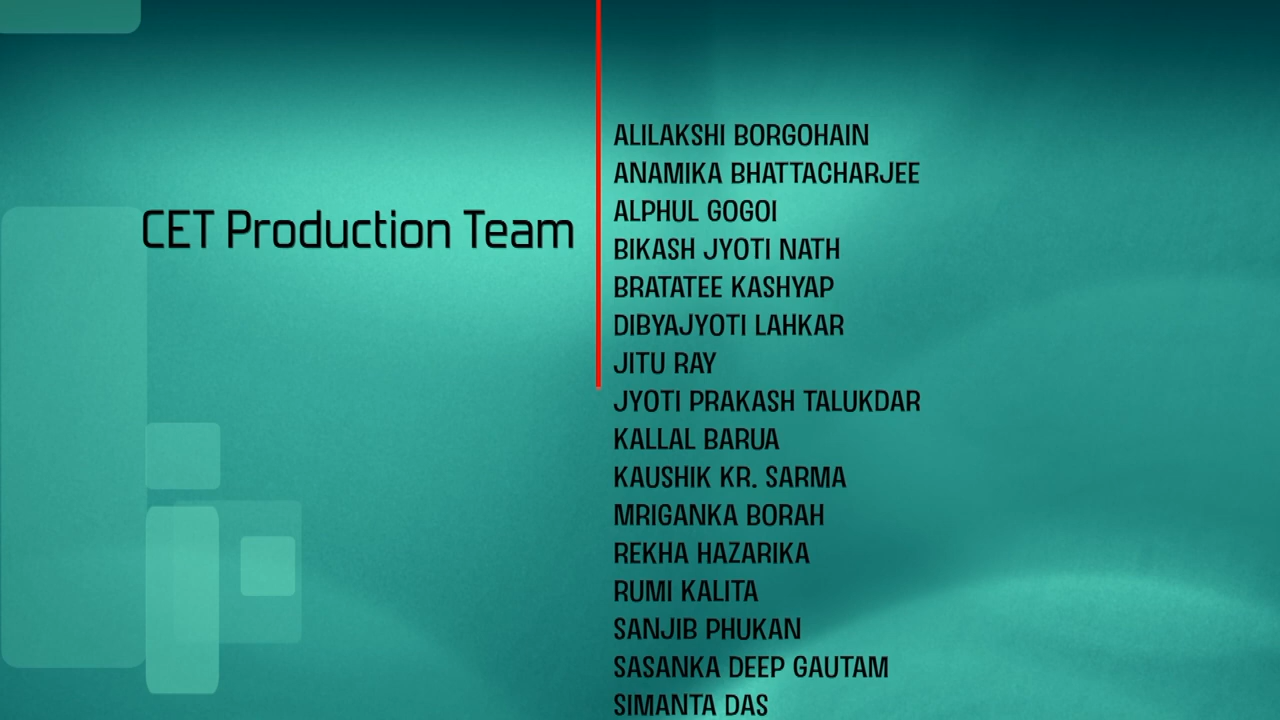 CET Production Team
ALILAKSHI BORGOHAIN
ANAMIKA BHATTACHARJEE
ALPHUL GOGOI
BIKASH JYOTI NATH
BRATATEE KASHYAP
DIBYAJYOTI LAHKAR
JITU RAY
JYOTI PRAKASH TALUKDAR
KALLAL BARUA
KAUSHIK KR. SARMA
MRIGANKA BORAH
REKHA HAZARIKA
RUMI KALITA
SANJIB PHUKAN
SASANKA DEEP GAUTAM
SIMANTA DAS